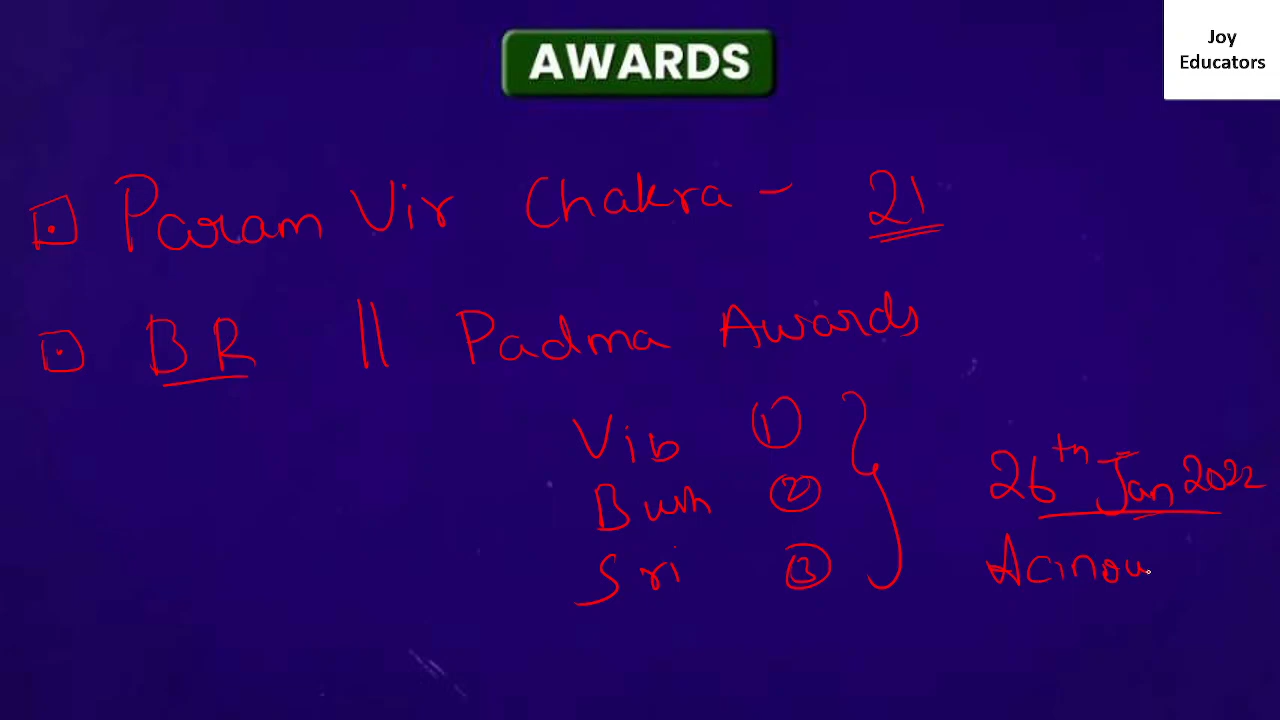 AWARDS
Joy
Educators
Param Vir Chakra - 21
BR || Padma Awards
Vib 1
Bush 2
Sri 3
26th Jan 2022